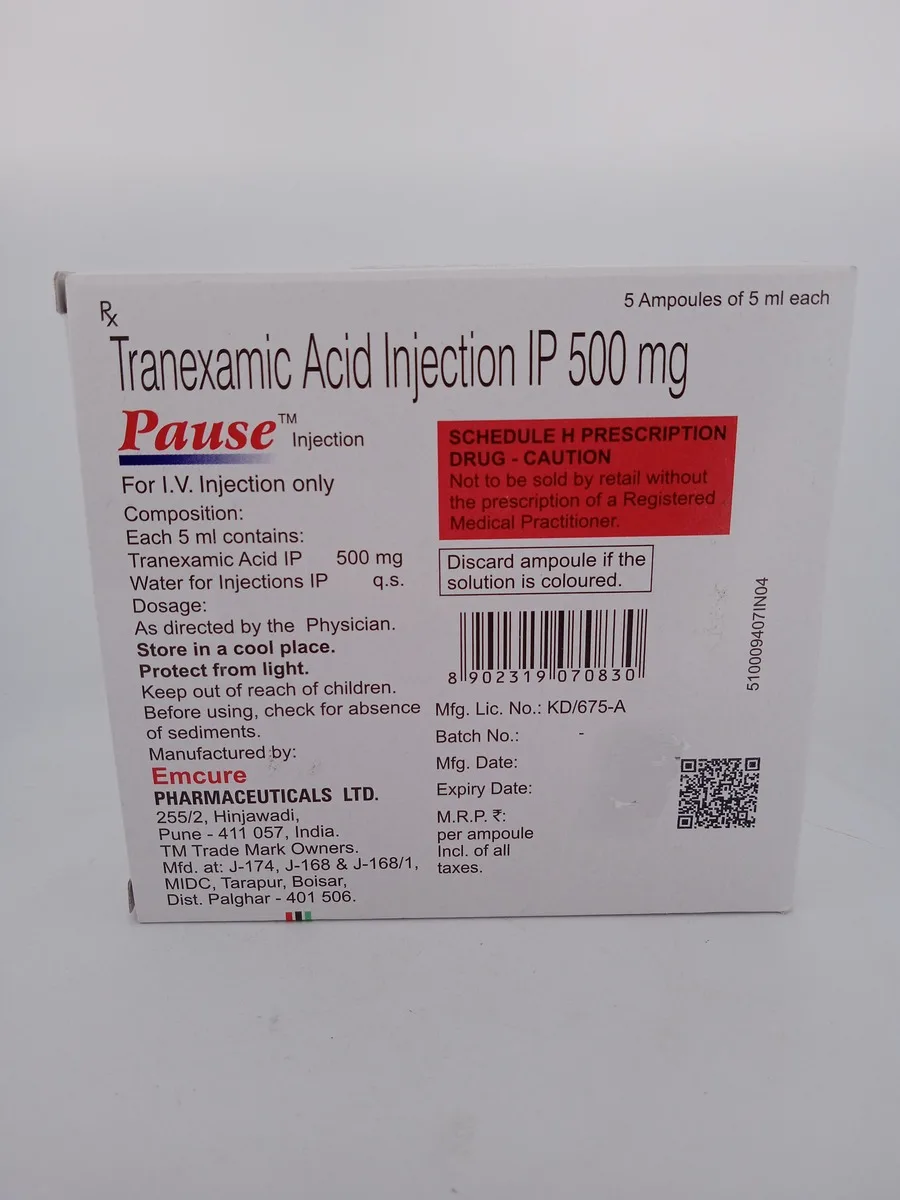 Rx
5 Ampoules of 5 ml each
Tranexamic Acid Injection IP 500 mg
Pause™ Injection
For I.V. Injection only
Composition:
Each 5 ml contains:
Tranexamic Acid IP 500 mg
Water for Injections IP q.s.
Dosage:
As directed by the Physician.
Store in a cool place.
Protect from light.
Keep out of reach of children.
Before using, check for absence
of sediments.
Manufactured by:
Emcure
PHARMACEUTICALS LTD.
255/2, Hinjawadi,
Pune - 411 057, India.
TM Trade Mark Owners.
Mfd. at: J-174, J-168 & J-168/1,
MIDC, Tarapur, Boisar,
Dist. Palghar - 401 506.
SCHEDULE H PRESCRIPTION
DRUG - CAUTION
Not to be sold by retail without
the prescription of a Registered
Medical Practitioner.
Discard ampoule if the
solution is coloured.
8 902319 070830
Mfg. Lic. No.: KD/675-A
Batch No.: -
Mfg. Date:
Expiry Date:
M.R.P. ₹:
per ampoule
Incl. of all
taxes.
510009407IN04